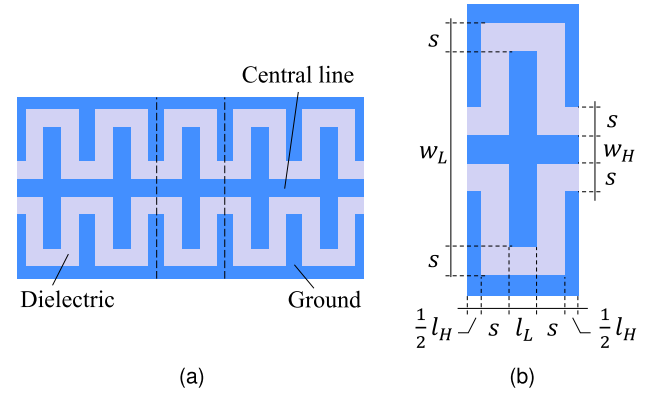 Central line
Dielectric
Ground
(a)
s
w_L
s
s
w_H
s
½ l_H
s
l_L
s
½ l_H
(b)